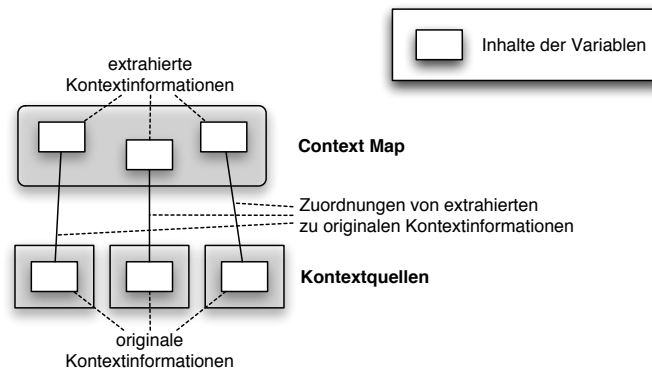 Inhalte der Variablen
extrahierte
Kontextinformationen
Context Map
Zuordnungen von extrahierten
zu originalen Kontextinformationen
Kontextquellen
originale
Kontextinformationen